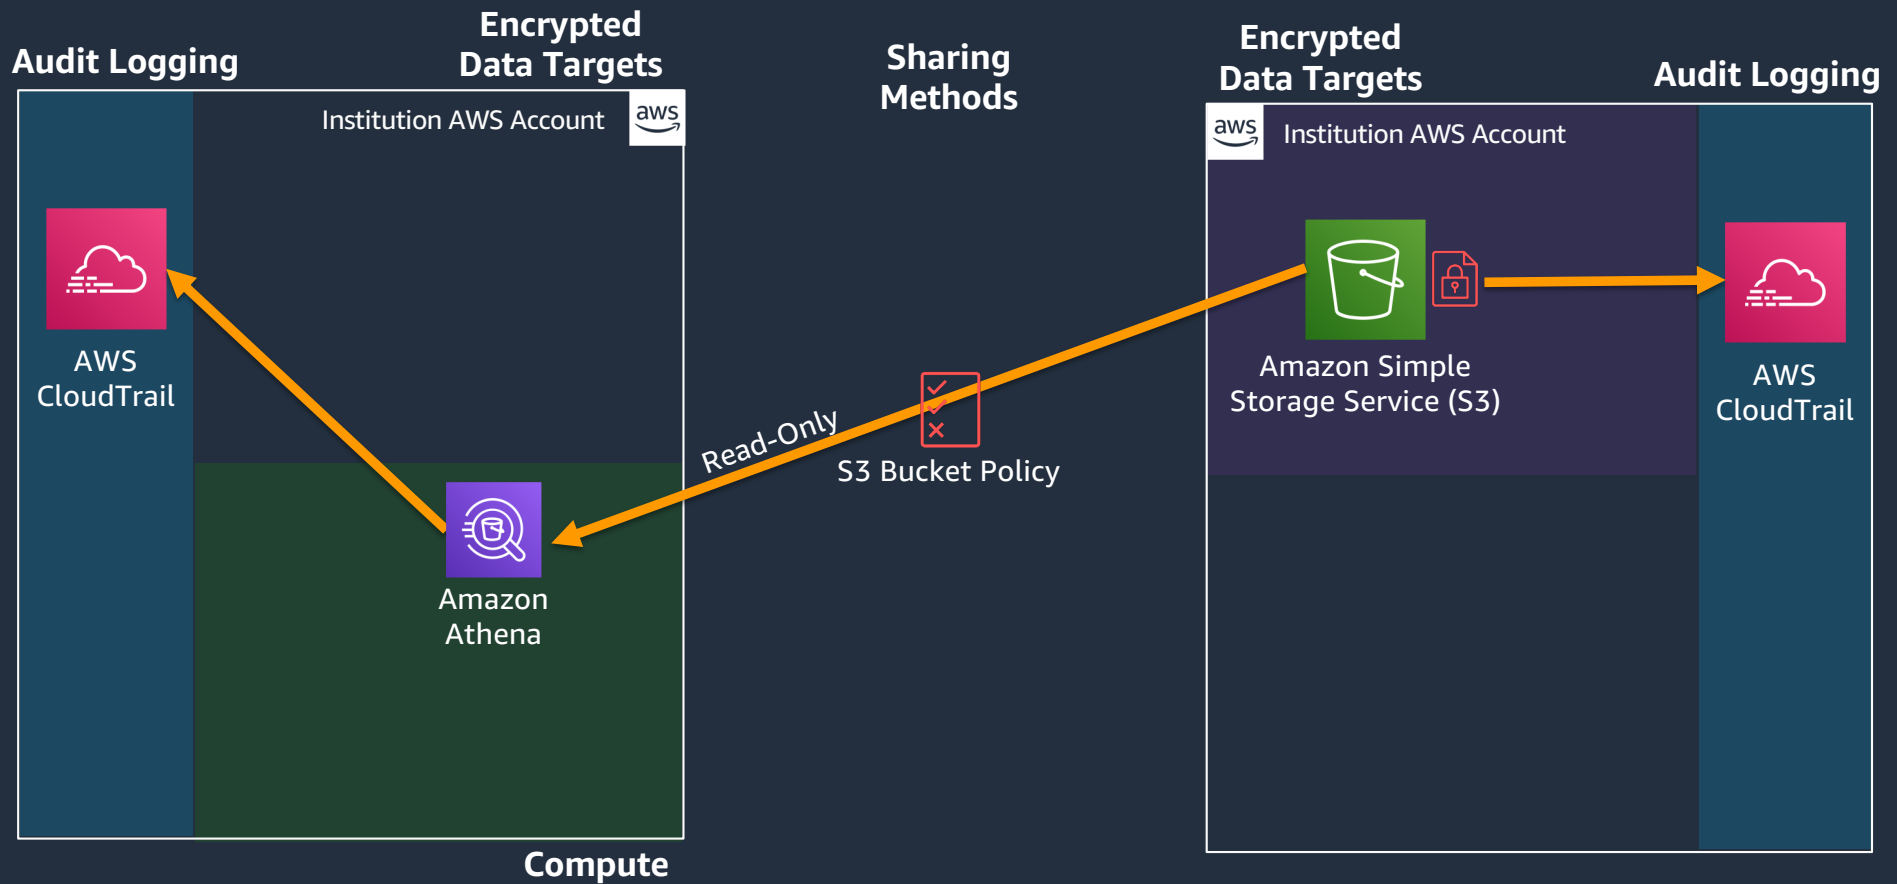 Audit Logging
Encrypted
Data Targets
Institution AWS Account
aws
AWS
CloudTrail
Amazon
Athena
Compute
Sharing
Methods
Read-Only
S3 Bucket Policy
Encrypted
Data Targets
Audit Logging
aws
Institution AWS Account
Amazon Simple
Storage Service (S3)
AWS
CloudTrail